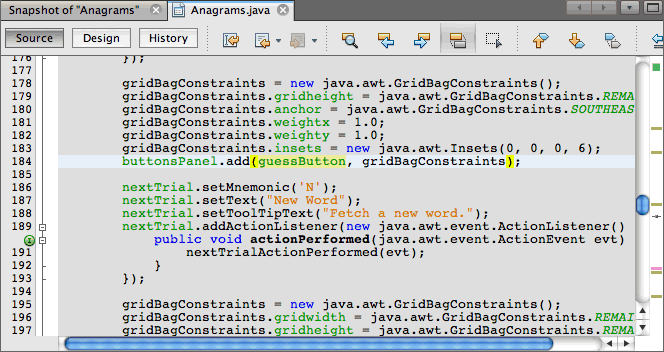 Snapshot of "Anagrams" Anagrams.java
Source Design History
176 });
177
178 gridBagConstraints = new java.awt.GridBagConstraints();
179 gridBagConstraints.gridheight = java.awt.GridBagConstraints.REMA
180 gridBagConstraints.anchor = java.awt.GridBagConstraints.SOUTHEAS
181 gridBagConstraints.weightx = 1.0;
182 gridBagConstraints.weighty = 1.0;
183 gridBagConstraints.insets = new java.awt.Insets(0, 0, 0, 6);
184 buttonsPanel.add(guessButton, gridBagConstraints);
185
186 nextTrial.setMnemonic('N');
187 nextTrial.setText("New Word");
188 nextTrial.setToolTipText("Fetch a new word.");
189 nextTrial.addActionListener(new java.awt.event.ActionListener()
public void actionPerformed(java.awt.event.ActionEvent evt)
191 nextTrialActionPerformed(evt);
192 }
193 });
194
195 gridBagConstraints = new java.awt.GridBagConstraints();
196 gridBagConstraints.gridwidth = java.awt.GridBagConstraints.REMAI
197 gridBagConstraints.gridheight = java.awt.GridBagConstraints.REMA